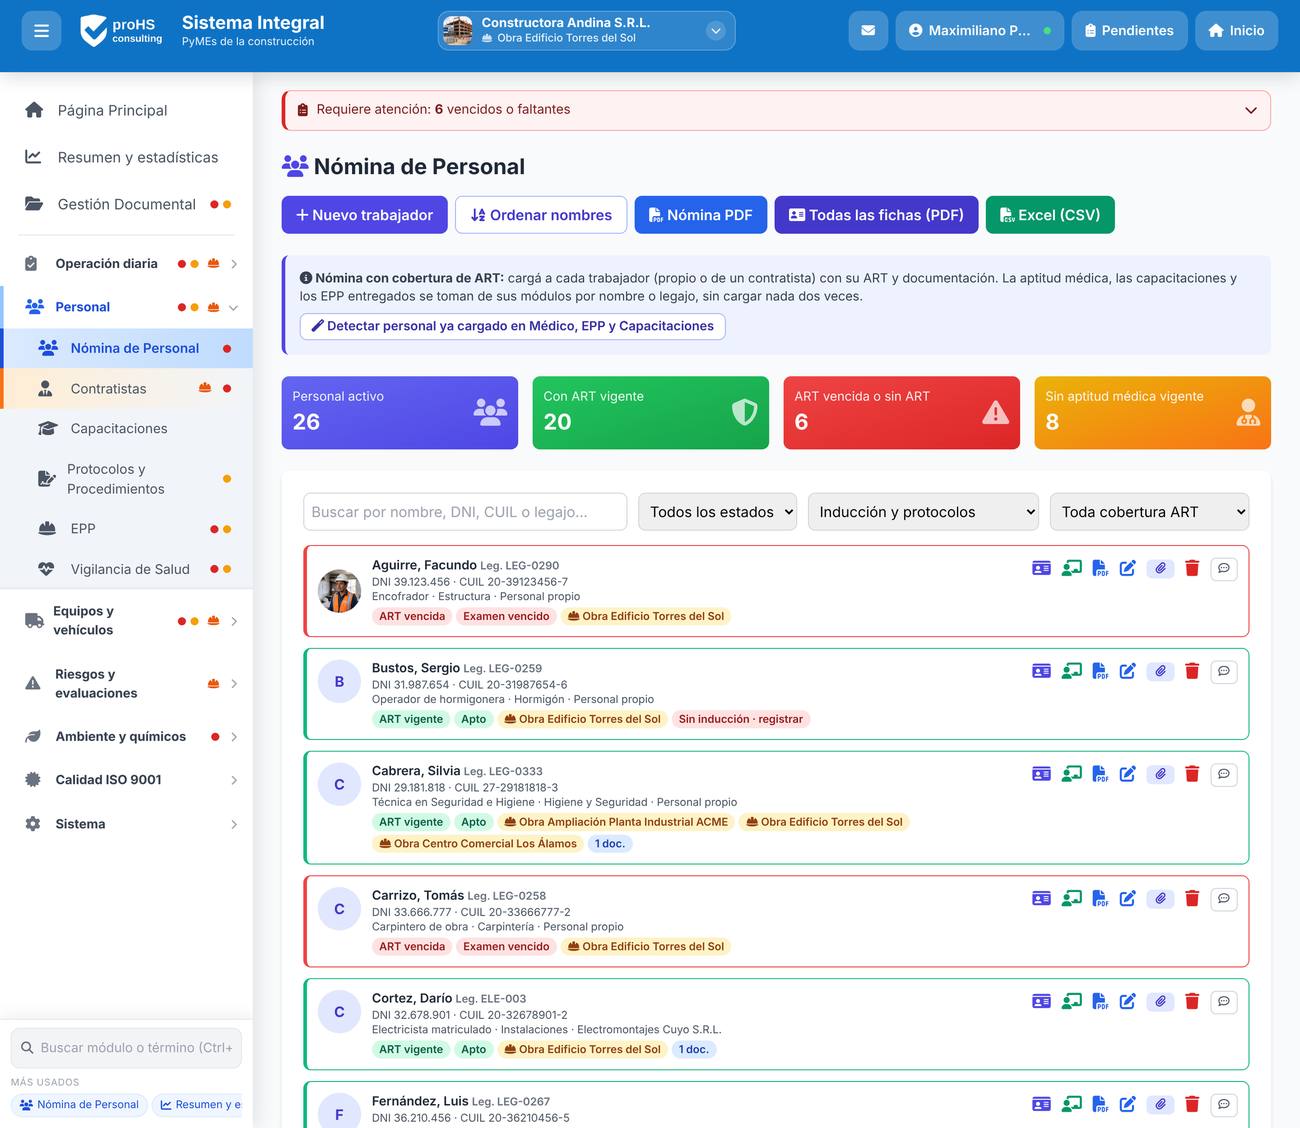 proHS
consulting
Sistema Integral
PyMEs de la construcción
Constructora Andina S.R.L.
Obra Edificio Torres del Sol
Maximiliano P...
Pendientes
Inicio
Página Principal
Resumen y estadísticas
Gestión Documental
Operación diaria
Personal
Nómina de Personal
Contratistas
Capacitaciones
Protocolos y
Procedimientos
EPP
Vigilancia de Salud
Equipos y
vehículos
Riesgos y
evaluaciones
Ambiente y químicos
Calidad ISO 9001
Sistema
Buscar módulo o término (Ctrl+
MÁS USADOS
Nómina de Personal
Resumen y e
Requiere atención: 6 vencidos o faltantes
Nómina de Personal
Nuevo trabajador
Ordenar nombres
Nómina PDF
Todas las fichas (PDF)
Excel (CSV)
Nómina con cobertura de ART: cargá a cada trabajador (propio o de un contratista) con su ART y documentación. La aptitud médica, las capacitaciones y
los EPP entregados se toman de sus módulos por nombre o legajo, sin cargar nada dos veces.
Detectar personal ya cargado en Médico, EPP y Capacitaciones
Personal activo
26
Con ART vigente
20
ART vencida o sin ART
6
Sin aptitud médica vigente
8
Buscar por nombre, DNI, CUIL o legajo...
Todos los estados
Inducción y protocolos
Toda cobertura ART
Aguirre, Facundo Leg. LEG-0290
DNI 39.123.456 · CUIL 20-39123456-7
Encofrador · Estructura · Personal propio
ART vencida Examen vencido Obra Edificio Torres del Sol
B
Bustos, Sergio Leg. LEG-0259
DNI 31.987.654 · CUIL 20-31987654-6
Operador de hormigonera · Hormigón · Personal propio
ART vigente Apto Obra Edificio Torres del Sol Sin inducción · registrar
C
Cabrera, Silvia Leg. LEG-0333
DNI 29.181.818 · CUIL 27-29181818-3
Técnica en Seguridad e Higiene · Higiene y Seguridad · Personal propio
ART vigente Apto Obra Ampliación Planta Industrial ACME Obra Edificio Torres del Sol
Obra Centro Comercial Los Álamos 1 doc.
C
Carrizo, Tomás Leg. LEG-0258
DNI 33.666.777 · CUIL 20-33666777-2
Carpintero de obra · Carpintería · Personal propio
ART vencida Examen vencido Obra Edificio Torres del Sol
C
Cortez, Darío Leg. ELE-003
DNI 32.678.901 · CUIL 20-32678901-2
Electricista matriculado · Instalaciones · Electromontajes Cuyo S.R.L.
ART vigente Apto Obra Edificio Torres del Sol 1 doc.
F
Fernández, Luis Leg. LEG-0267
DNI 36.210.456 · CUIL 20-36210456-5